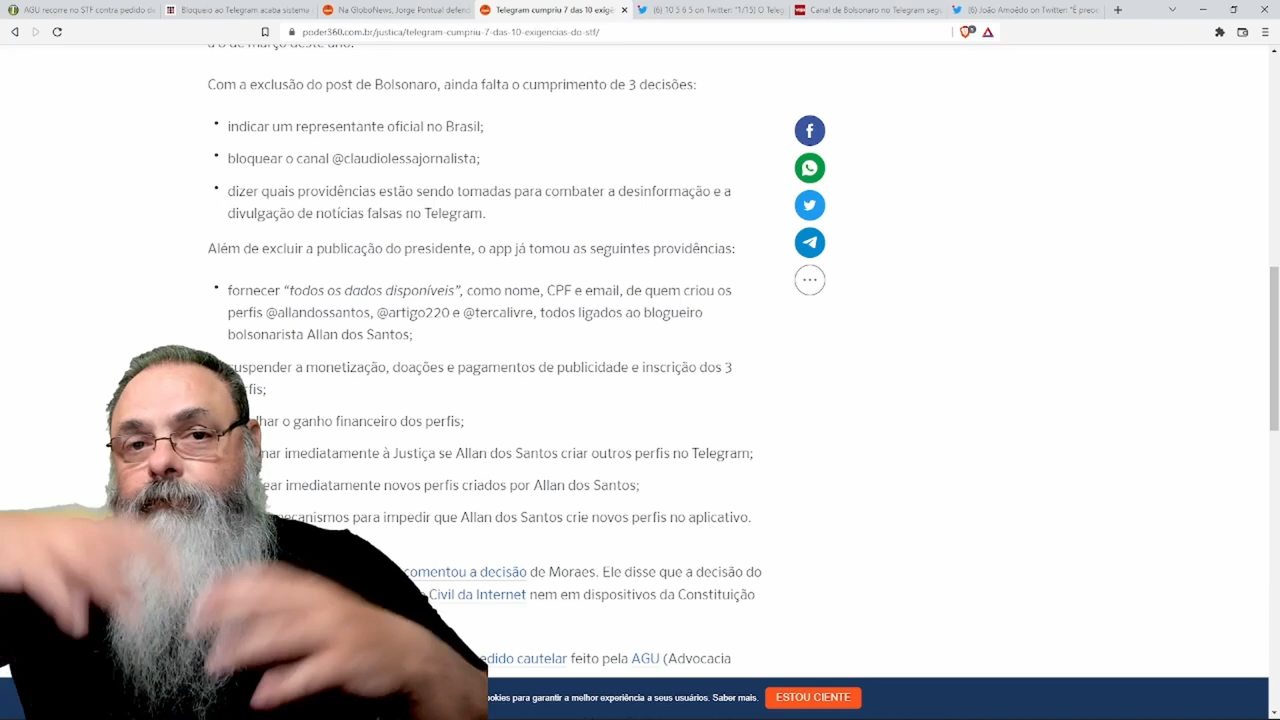 AGU recorre no STF contra pedido de
Bloqueio ao Telegram acaba sistema
Na GloboNews, Jorge Pontual defend
Telegram cumpriu 7 das 10 exigê
(6) 10 5 6 5 on Twitter: "1/15) O Teleg
Canal de Bolsonaro no Telegram segu
(6) João Amoêdo on Twitter: "É preoc
poder360.com.br/justica/telegram-cumpriu-7-das-10-exigencias-do-stf/
Com a exclusão do post de Bolsonaro, ainda falta o cumprimento de 3 decisões:
indicar um representante oficial no Brasil;
bloquear o canal @claudiolessajornalista;
dizer quais providências estão sendo tomadas para combater a desinformação e a
divulgação de notícias falsas no Telegram.
Além de excluir a publicação do presidente, o app já tomou as seguintes providências:
fornecer "todos os dados disponíveis", como nome, CPF e email, de quem criou os
perfis @allandossantos, @artigo220 e @tercalivre, todos ligados ao blogueiro
bolsonarista Allan dos Santos;
suspender a monetização, doações e pagamentos de publicidade e inscrição dos 3
fis;
lhar o ganho financeiro dos perfis;
nar imediatamente à Justiça se Allan dos Santos criar outros perfis no Telegram;
ear imediatamente novos perfis criados por Allan dos Santos;
mecanismos para impedir que Allan dos Santos crie novos perfis no aplicativo.
comentou a decisão de Moraes. Ele disse que a decisão do
Civil da Internet nem em dispositivos da Constituição
edido cautelar feito pela AGU (Advocacia
ookies para garantir a melhor experiência a seus usuários. Saber mais.
ESTOU CIENTE